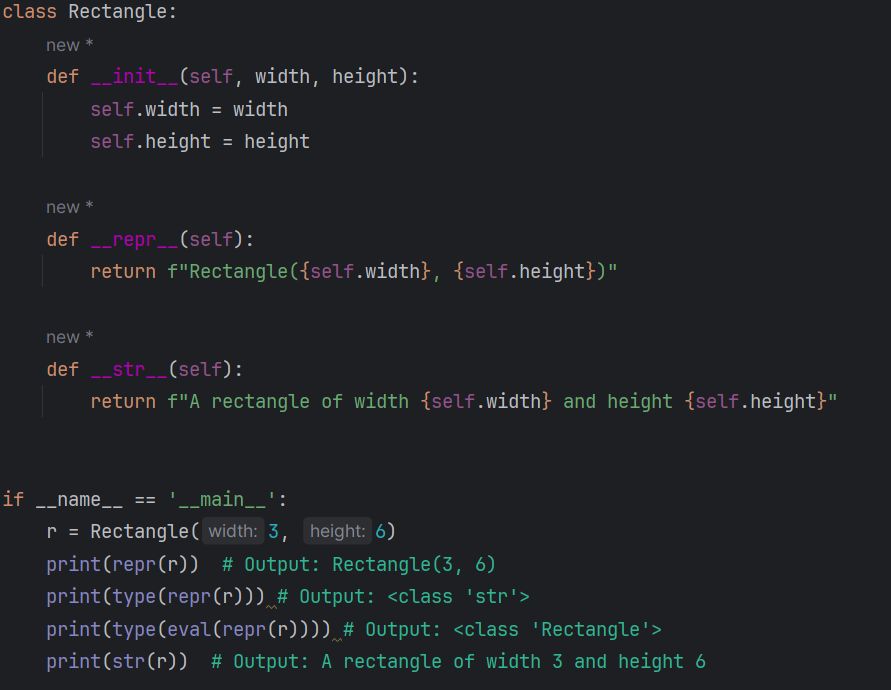 class Rectangle:
new *
def __init__(self, width, height):
self.width = width
self.height = height
new *
def __repr__(self):
return f"Rectangle({self.width}, {self.height})"
new *
def __str__(self):
return f"A rectangle of width {self.width} and height {self.height}"
if __name__ == '__main__':
r = Rectangle( width: 3, height: 6)
print(repr(r))  # Output: Rectangle(3, 6)
print(type(repr(r))) # Output: <class 'str'>
print(type(eval(repr(r)))) # Output: <class 'Rectangle'>
print(str(r))  # Output: A rectangle of width 3 and height 6